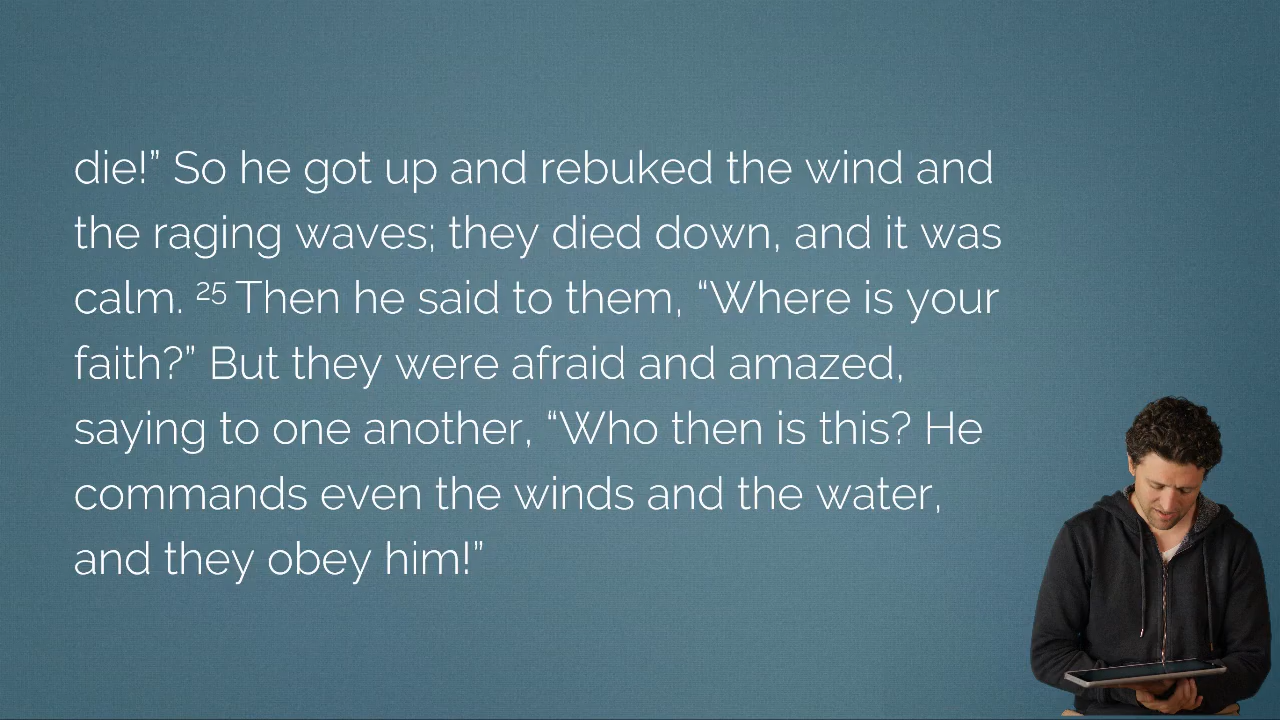 die!” So he got up and rebuked the wind and
the raging waves; they died down, and it was
calm. ²⁵ Then he said to them, “Where is your
faith?” But they were afraid and amazed,
saying to one another, “Who then is this? He
commands even the winds and the water,
and they obey him!”